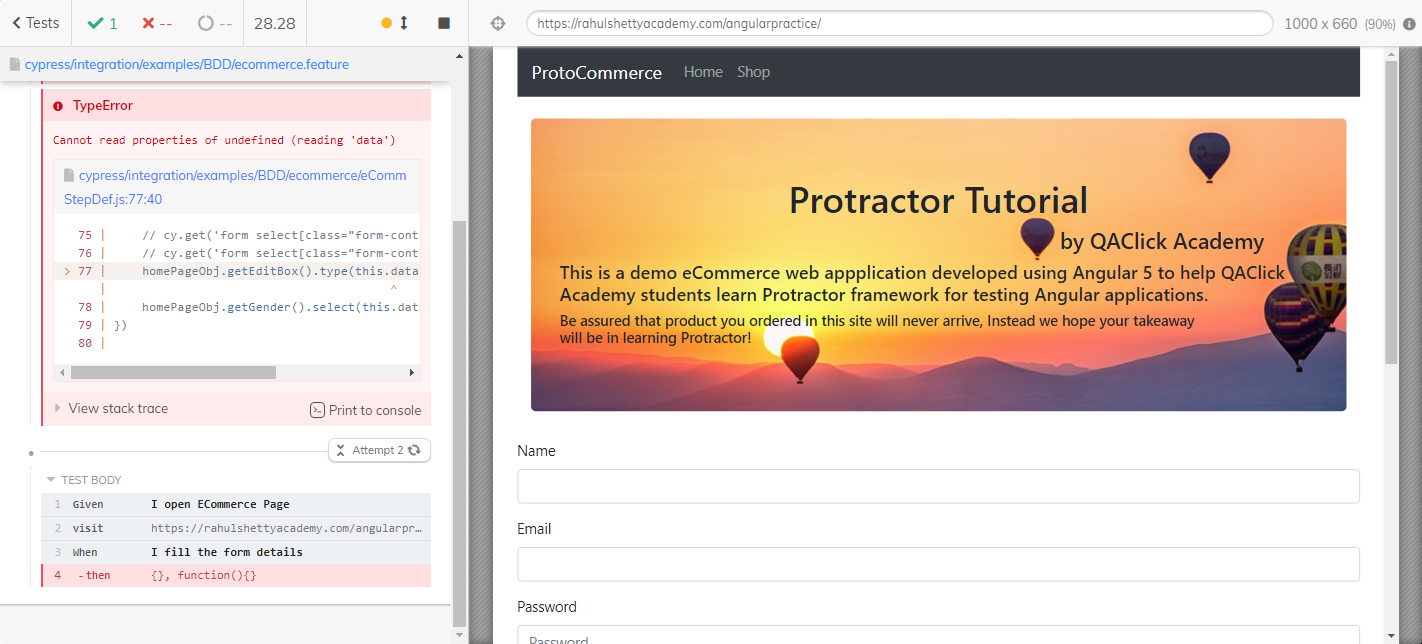 Tests
1
--
--
28.28
cypress/integration/examples/BDD/ecommerce.feature
TypeError
Cannot read properties of undefined (reading 'data')
cypress/integration/examples/BDD/ecommerce/eComm
StepDef.js:77:40
75 | // cy.get('form select[class="form-cont
76 | // cy.get('form select[class="form-cont
> 77 | homePageObj.getEditBox().type(this.data
| ^
78 | homePageObj.getGender().select(this.dat
79 | })
80 |
View stack trace
Print to console
Attempt 2
TEST BODY
1 Given I open ECommerce Page
2 visit https://rahulshettyacademy.com/angularpr…
3 When I fill the form details
4 -then {}, function(){}
https://rahulshettyacademy.com/angularpractice/
1000 x 660 (90%)
ProtoCommerce Home Shop
Protractor Tutorial
by QAClick Academy
This is a demo eCommerce web appplication developed using Angular 5 to help QAClick
Academy students learn Protractor framework for testing Angular applications.
Be assured that product you ordered in this site will never arrive, Instead we hope your takeaway
will be in learning Protractor!
Name
Email
Password
Password